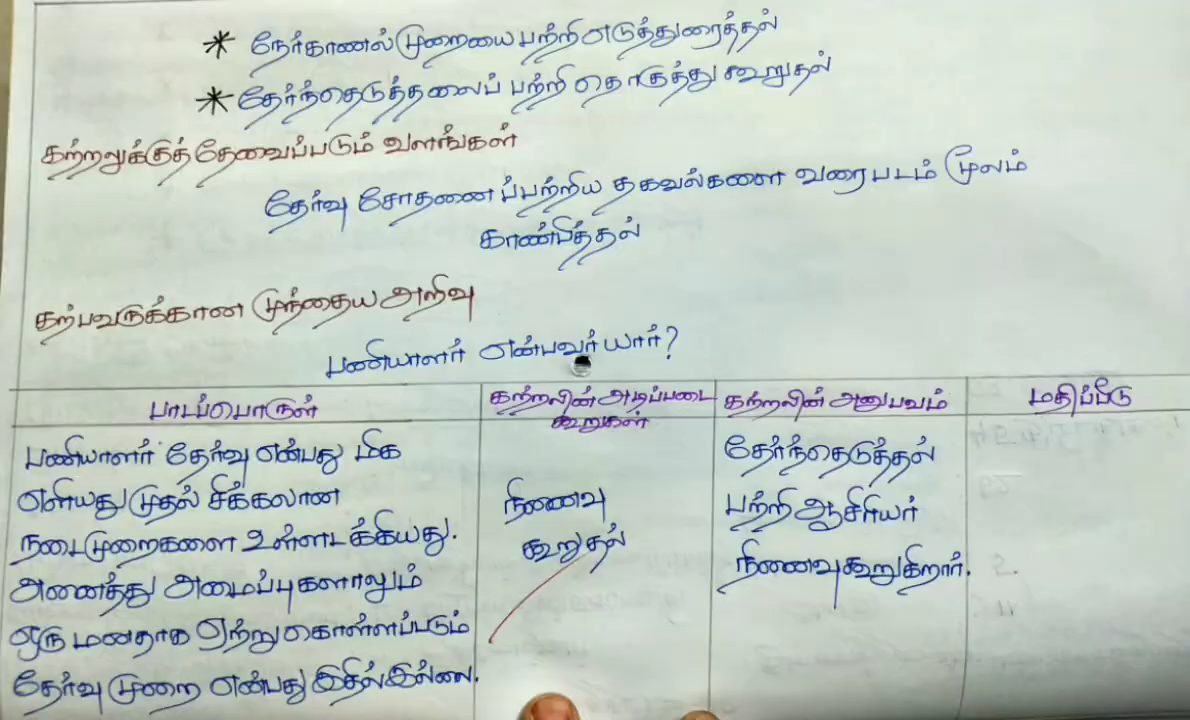 * நேர்காணல் முறையை பற்றி எடுத்துரைத்தல்
* தேர்ந்தெடுத்தலைப் பற்றி தொகுத்து கூறுதல்
கற்றலுக்குத் தேவைப்படும் வளங்கள்
தேர்வு சோதனைப்பற்றிய தகவல்களை வரைபடம் மூலம்
காண்பித்தல்
கற்பவருக்கான முந்தைய அறிவு
பணியாளர் என்பவர் யார்?
பாடப்பொருள்
கற்றலின் அடிப்படை
கூறுகள்
கற்றலின் அனுபவம்
மதிப்பீடு
பணியாளர் தேர்வு என்பது மிக
எளியது முதல் சிக்கலான
நடைமுறைகளை உள்ளடக்கியது.
அனைத்து அமைப்புகளாலும்
ஒரு மனதாக ஏற்று கொள்ளப்படும்
தேர்வு முறை என்பது இதில் இல்லை.
நினைவு
கூறுதல்
தேர்ந்தெடுத்தல்
பற்றி ஆசிரியர்
நினைவு கூறுகிறார்.